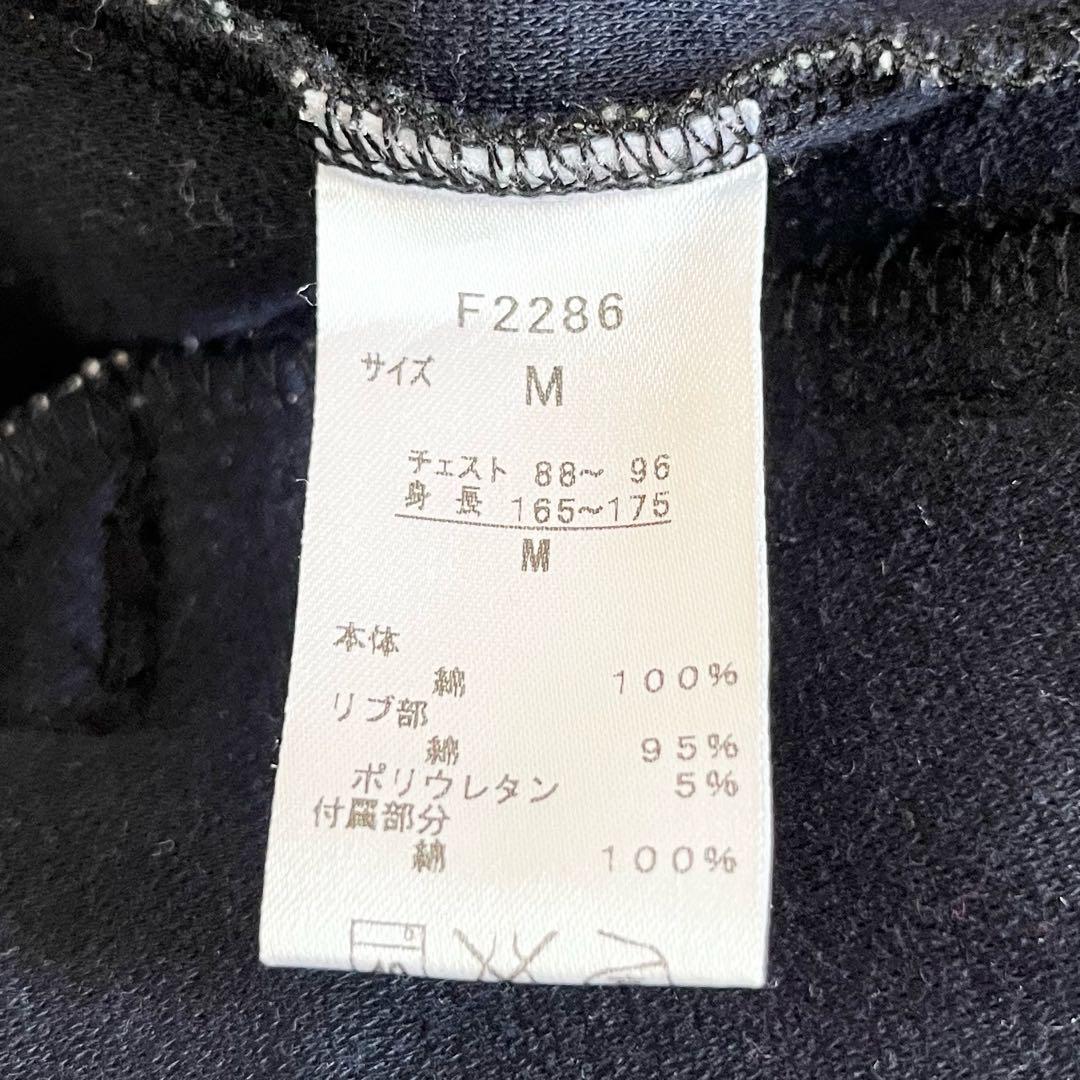 F2286
サイズ M
チェスト 88～ 96
身長 165～175
M
本体
綿 100%
リブ部
綿 95%
ポリウレタン 5%
付属部分
綿 100%